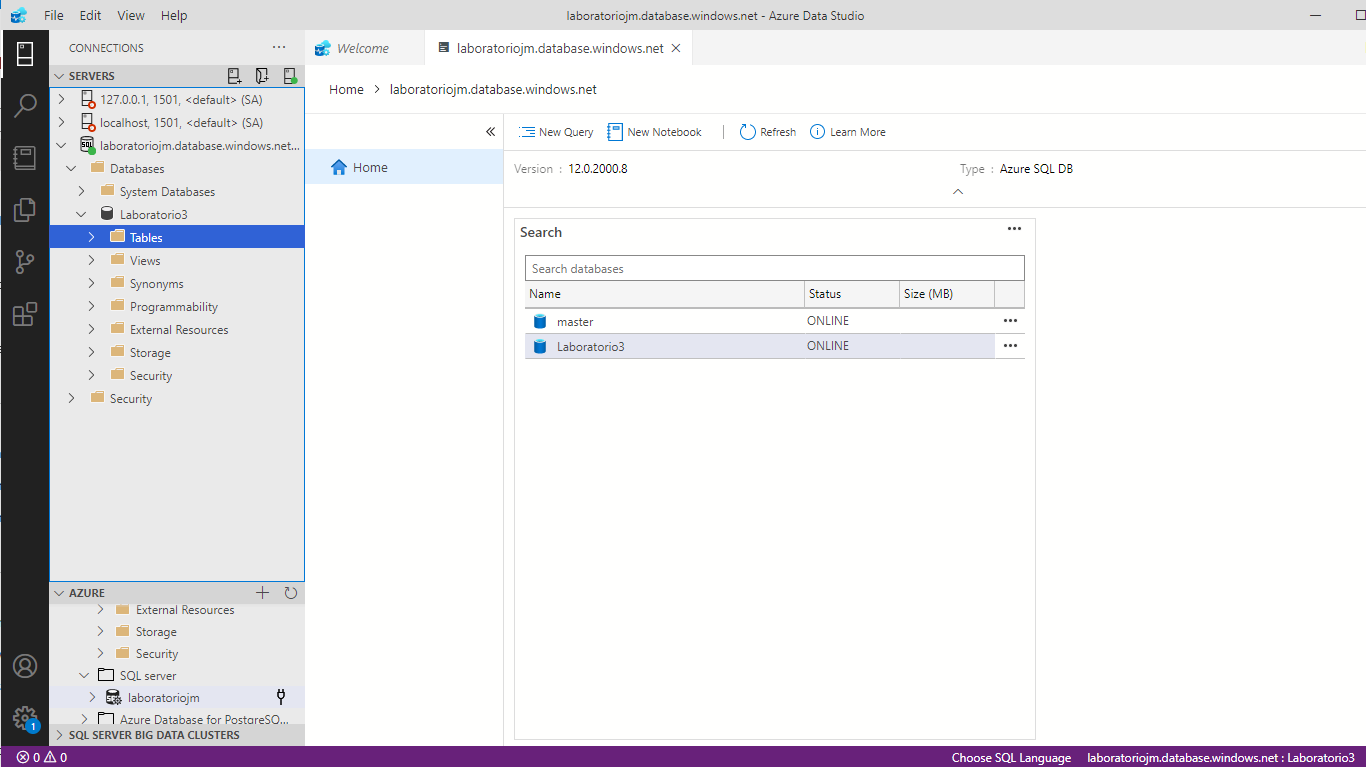 File Edit View Help
laboratoriojm.database.windows.net - Azure Data Studio
CONNECTIONS
SERVERS
127.0.0.1, 1501, <default> (SA)
localhost, 1501, <default> (SA)
laboratoriojm.database.windows.net...
Databases
System Databases
Laboratorio3
Tables
Views
Synonyms
Programmability
External Resources
Storage
Security
Security
AZURE
External Resources
Storage
Security
SQL server
laboratoriojm
Azure Database for PostgreSQ...
SQL SERVER BIG DATA CLUSTERS
Welcome
laboratoriojm.database.windows.net
Home > laboratoriojm.database.windows.net
New Query New Notebook | Refresh Learn More
Home
Version : 12.0.2000.8
Type : Azure SQL DB
Search
Search databases
Name Status Size (MB)
master ONLINE
Laboratorio3 ONLINE
1
0 0
Choose SQL Language laboratoriojm.database.windows.net : Laboratorio3